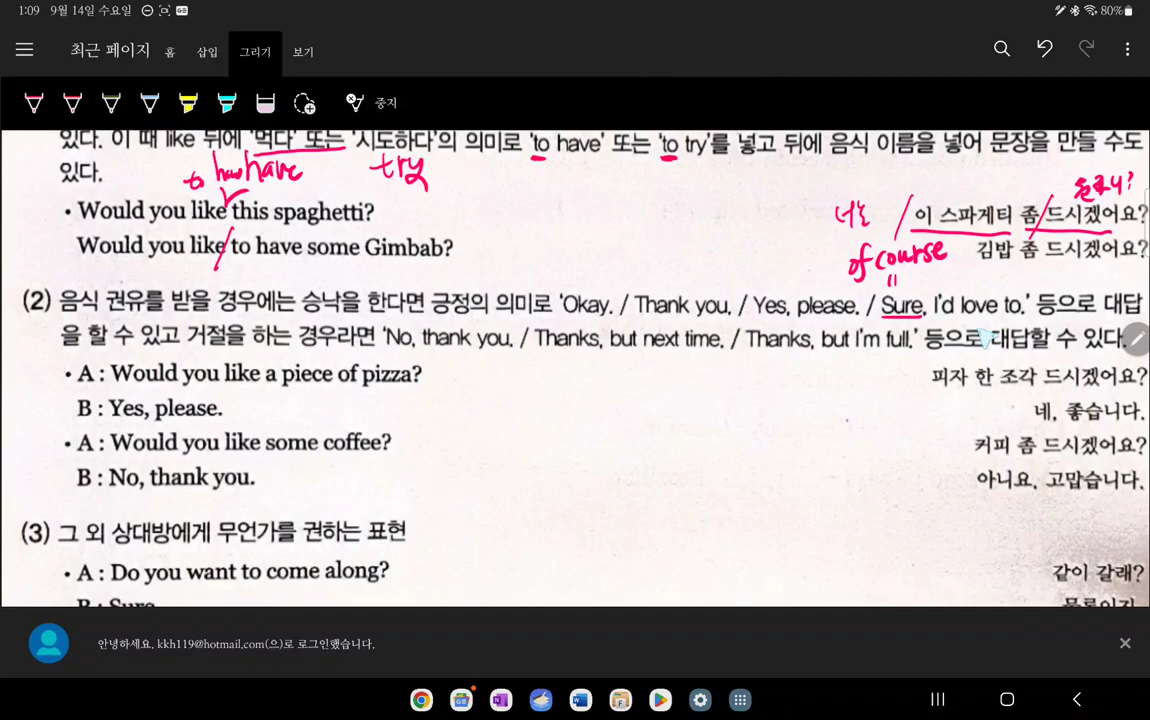 1:09 9월 14일 수요일 80%
최근 페이지 홈 삽입 그리기 보기
중지
있다. 이 때 like 뒤에 '먹다' 또는 '시도하다'의 의미로 'to have' 또는 'to try'를 넣고 뒤에 음식 이름을 넣어 문장을 만들 수도
to have try
있다.
• Would you like this spaghetti? 너는 이 스파게티 좀 드시겠어요?
Would you like to have some Gimbab? of course 김밥 좀 드시겠어요?
(2) 음식 권유를 받을 경우에는 승낙을 한다면 긍정의 의미로 'Okay. / Thank you. / Yes, please. / Sure, I'd love to.' 등으로 대답
을 할 수 있고 거절을 하는 경우라면 'No, thank you. / Thanks, but next time. / Thanks, but I'm full.' 등으로 대답할 수 있다.
• A : Would you like a piece of pizza? 피자 한 조각 드시겠어요?
B : Yes, please. 네, 좋습니다.
• A : Would you like some coffee? 커피 좀 드시겠어요?
B : No, thank you. 아니요, 고맙습니다.
(3) 그 외 상대방에게 무언가를 권하는 표현
• A : Do you want to come along? 같이 갈래?
B : Sure
안녕하세요. kkh119@hotmail.com(으)로 로그인했습니다.